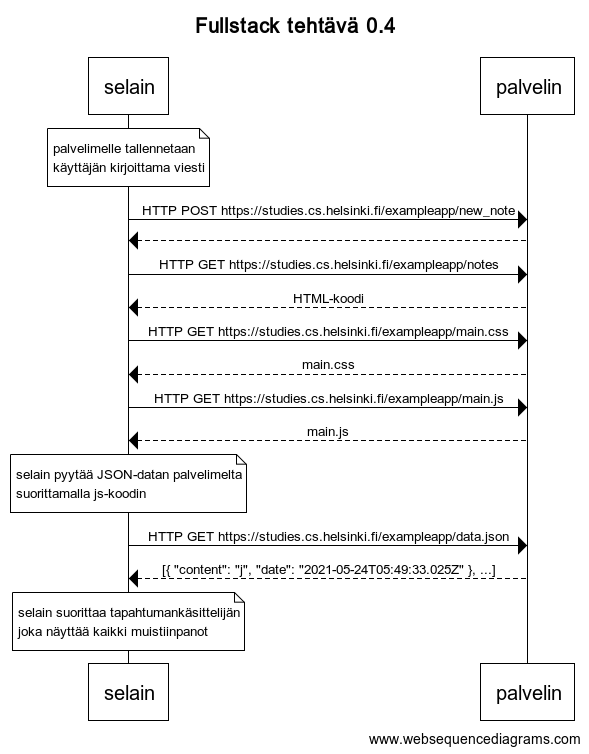 Fullstack tehtävä 0.4
selain
palvelin
palvelimelle tallennetaan
käyttäjän kirjoittama viesti
HTTP POST https://studies.cs.helsinki.fi/exampleapp/new_note
HTTP GET https://studies.cs.helsinki.fi/exampleapp/notes
HTML-koodi
HTTP GET https://studies.cs.helsinki.fi/exampleapp/main.css
main.css
HTTP GET https://studies.cs.helsinki.fi/exampleapp/main.js
main.js
selain pyytää JSON-datan palvelimelta
suorittamalla js-koodin
HTTP GET https://studies.cs.helsinki.fi/exampleapp/data.json
[{ "content": "j", "date": "2021-05-24T05:49:33.025Z" }, ...]
selain suorittaa tapahtumankäsittelijän
joka näyttää kaikki muistiinpanot
selain
palvelin
www.websequencediagrams.com